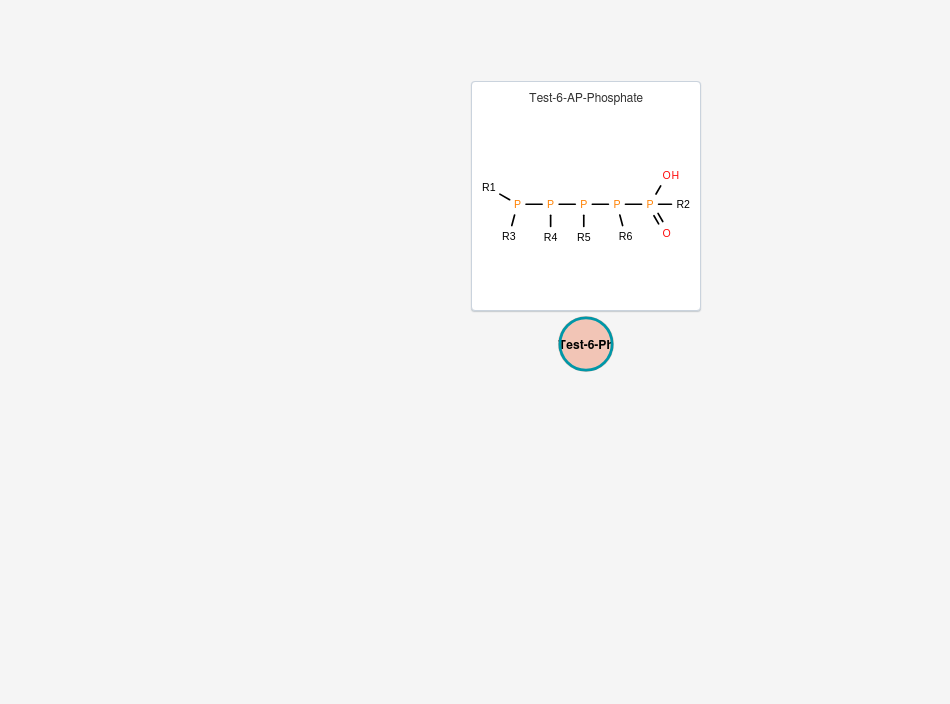 Test-6-AP-Phosphate
OH
R1
P P P P P R2
R3 R4 R5 R6 O
Test-6-Ph